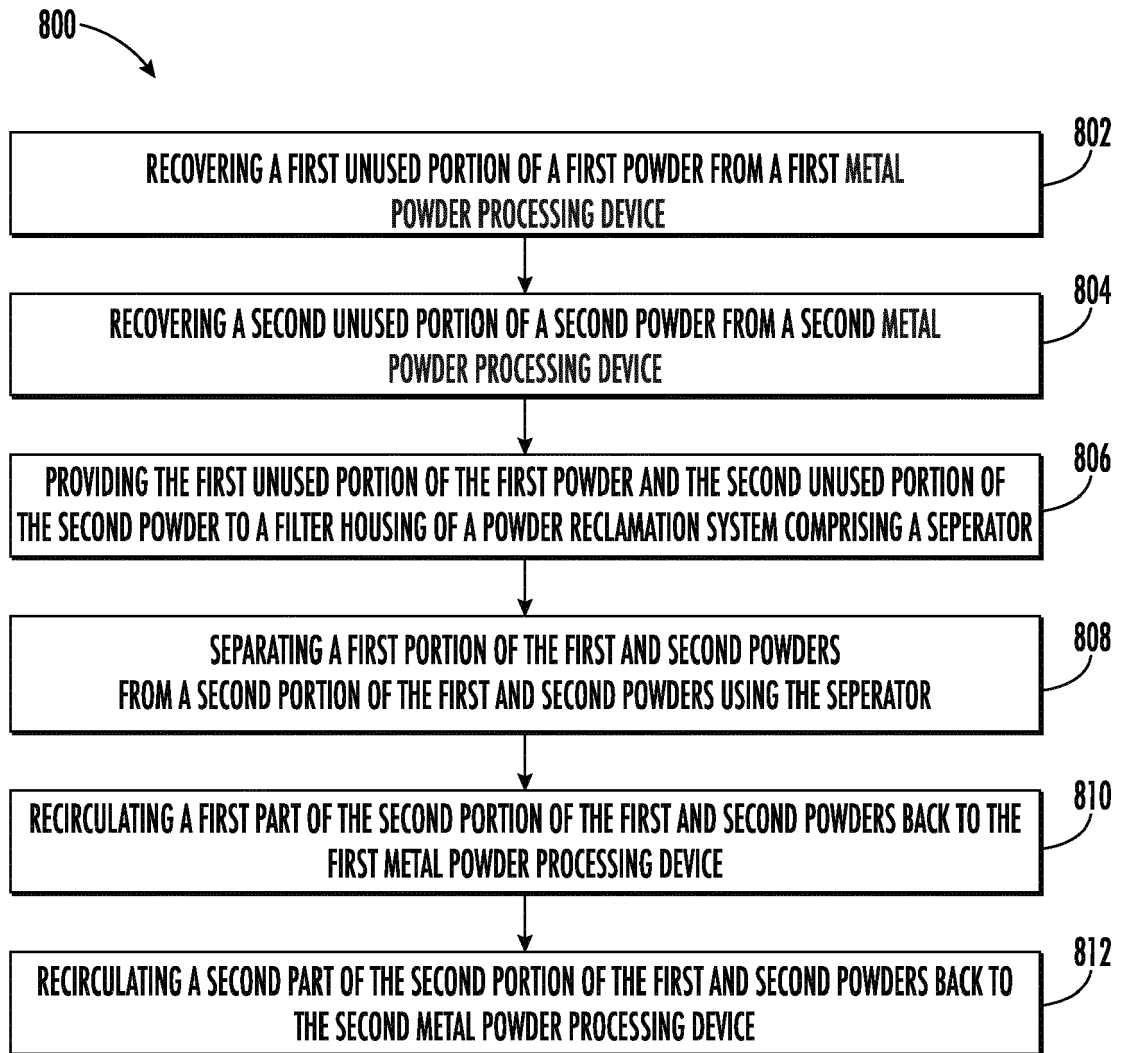 800
802
RECOVERING A FIRST UNUSED PORTION OF A FIRST POWDER FROM A FIRST METAL
POWDER PROCESSING DEVICE
804
RECOVERING A SECOND UNUSED PORTION OF A SECOND POWDER FROM A SECOND METAL
POWDER PROCESSING DEVICE
806
PROVIDING THE FIRST UNUSED PORTION OF THE FIRST POWDER AND THE SECOND UNUSED PORTION OF
THE SECOND POWDER TO A FILTER HOUSING OF A POWDER RECLAMATION SYSTEM COMPRISING A SEPERATOR
808
SEPARATING A FIRST PORTION OF THE FIRST AND SECOND POWDERS
FROM A SECOND PORTION OF THE FIRST AND SECOND POWDERS USING THE SEPERATOR
810
RECIRCULATING A FIRST PART OF THE SECOND PORTION OF THE FIRST AND SECOND POWDERS BACK TO THE
FIRST METAL POWDER PROCESSING DEVICE
812
RECIRCULATING A SECOND PART OF THE SECOND PORTION OF THE FIRST AND SECOND POWDERS BACK TO
THE SECOND METAL POWDER PROCESSING DEVICE